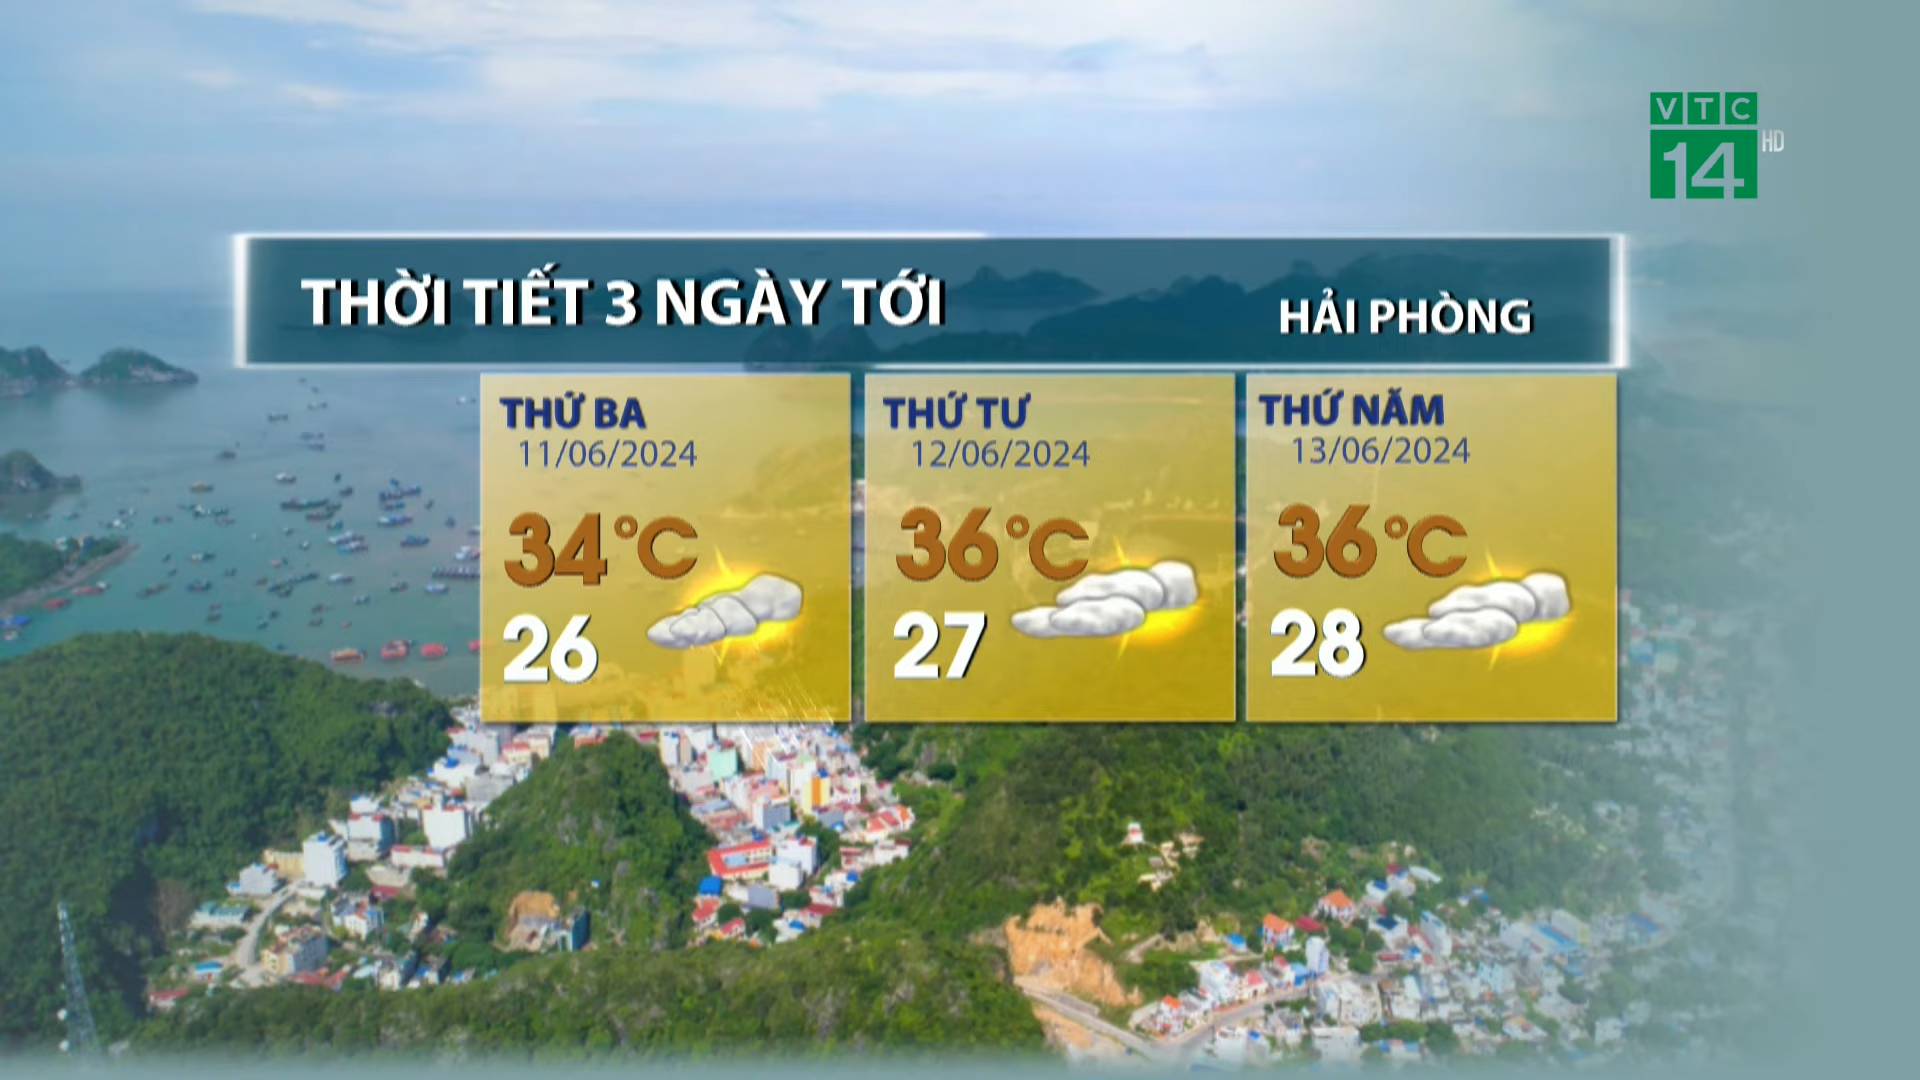 VTC
14 HD
THỜI TIẾT 3 NGÀY TỚI
HẢI PHÒNG
THỨ BA
11/06/2024
34°C
26
THỨ TƯ
12/06/2024
36°C
27
THỨ NĂM
13/06/2024
36°C
28